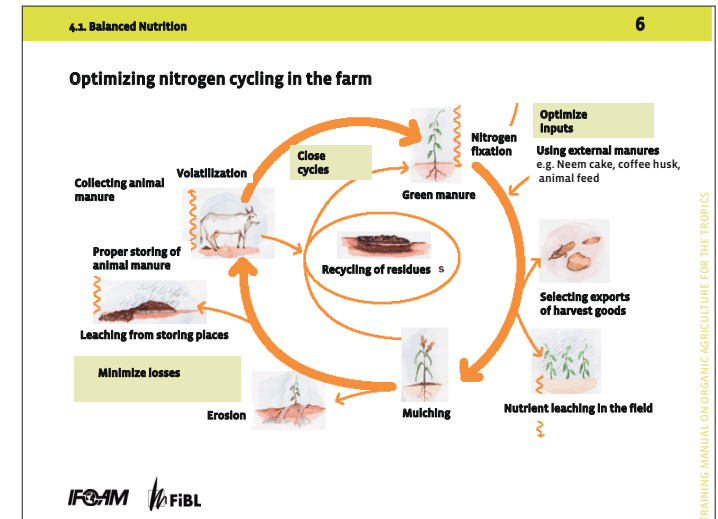 4.1. Balanced Nutrition
6
Optimizing nitrogen cycling in the farm
Optimize
inputs
Nitrogen
fixation
Using external manures
e.g. Neem cake, coffee husk,
animal feed
Close
cycles
Volatilization
Collecting animal
manure
Green manure
Proper storing of
animal manure
Recycling of residues s
Selecting exports
of harvest goods
Leaching from storing places
Minimize losses
Erosion
Mulching
Nutrient leaching in the field
IFOAM
FiBL
TRAINING MANUAL ON ORGANIC AGRICULTURE FOR THE TROPICS